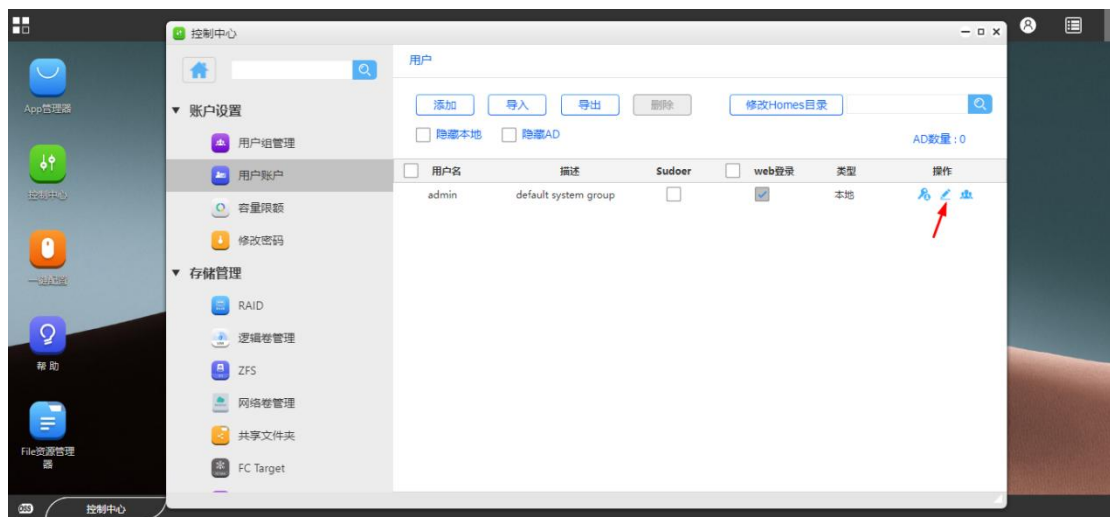 控制中心
用户
App管理器
账户设置
添加
导入
导出
删除
修改Homes目录
隐藏本地
隐藏AD
AD数量：0
用户组管理
用户账户
用户名
描述
Sudoer
web登录
类型
操作
控制中心
admin
default system group
本地
容量限额
修改密码
存储管理
RAID
逻辑卷管理
帮 助
ZFS
网络卷管理
共享文件夹
File资源管理
器
FC Target
控制中心